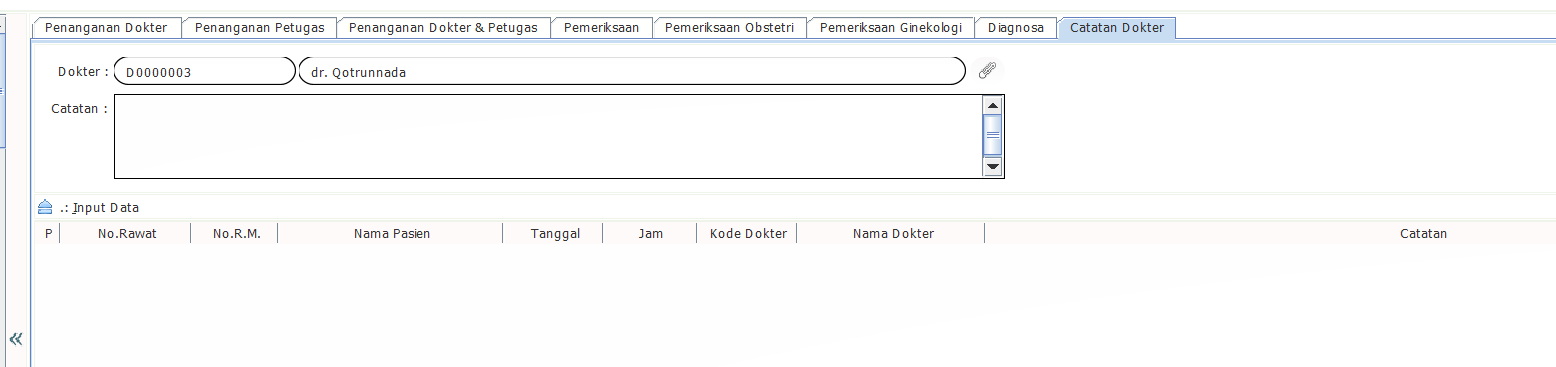 Penanganan Dokter Penanganan Petugas Penanganan Dokter & Petugas Pemeriksaan Pemeriksaan Obstetri Pemeriksaan Ginekologi Diagnosa Catatan Dokter
Dokter : D0000003 dr. Qotrunnada
Catatan :
.: Input Data
P No.Rawat No.R.M. Nama Pasien Tanggal Jam Kode Dokter Nama Dokter Catatan